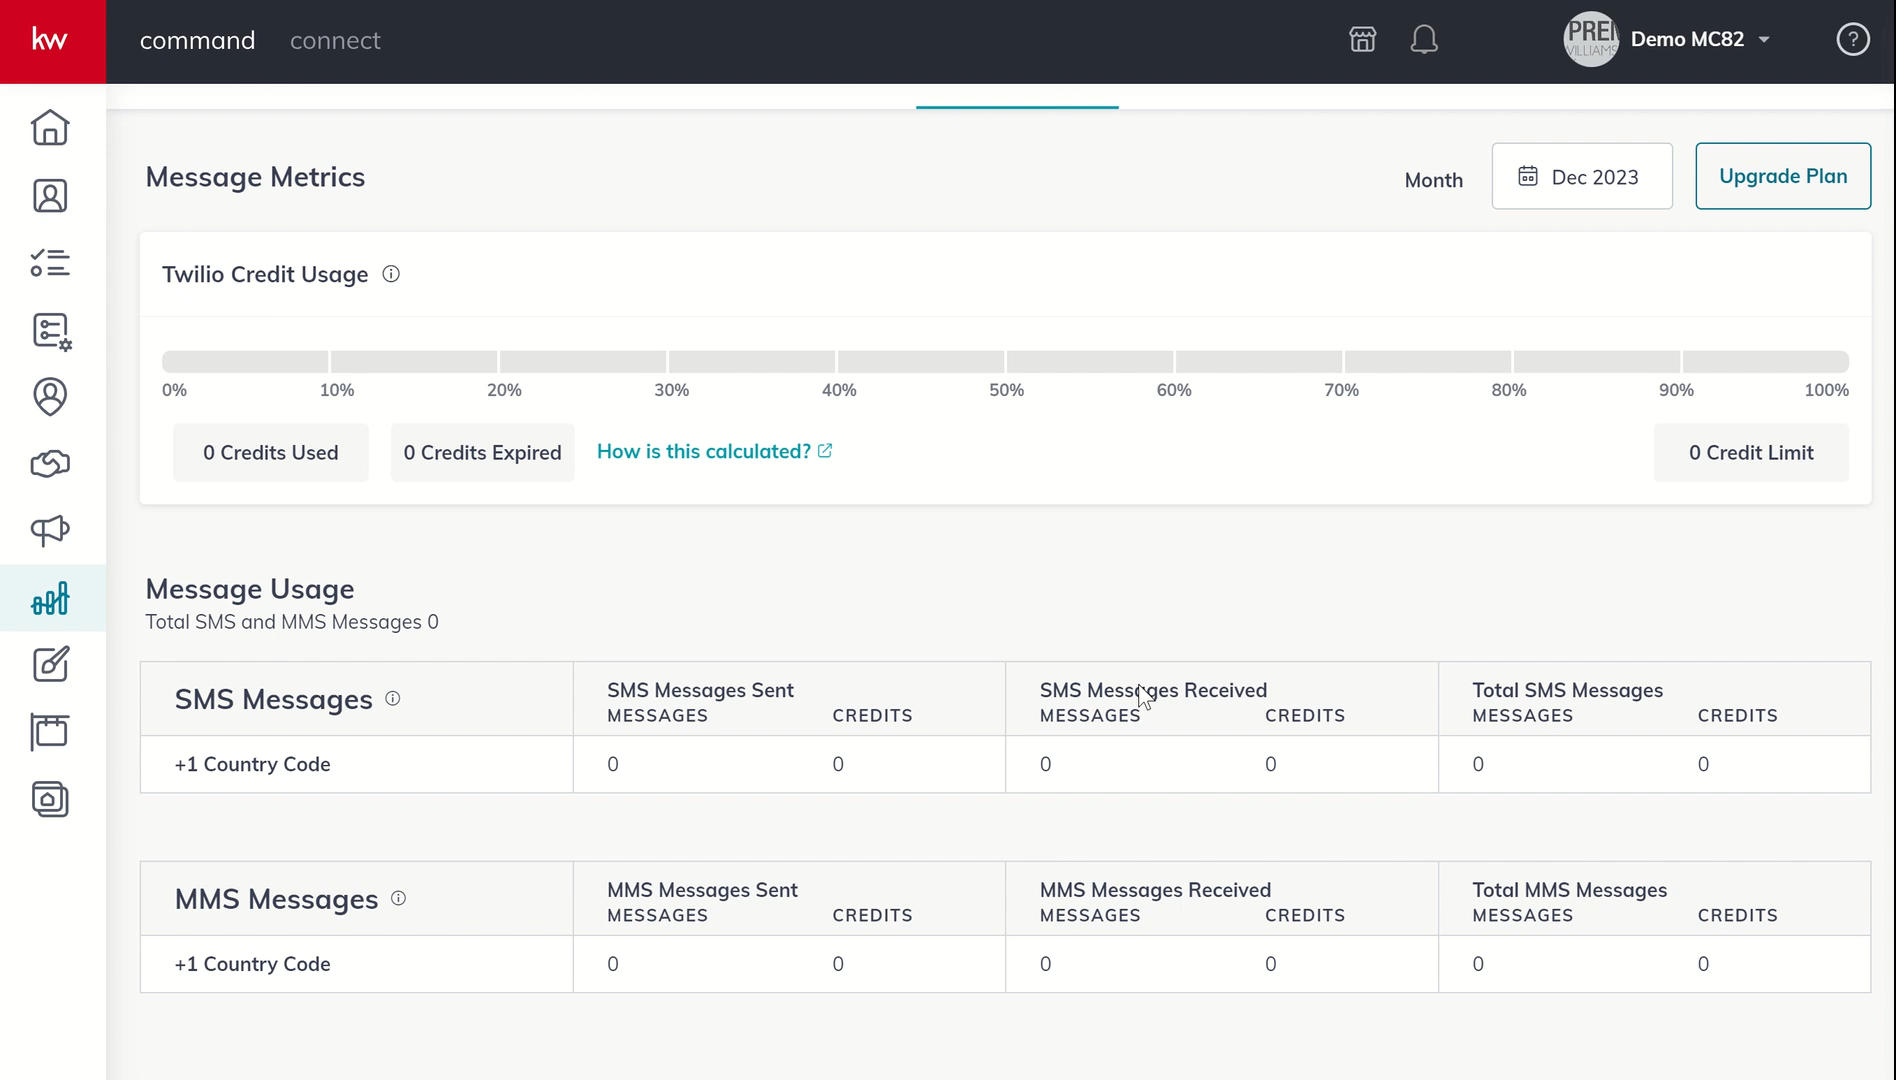 kw command connect Demo MC82 ?
PREI
WILLIAMS
Message Metrics Month Dec 2023 Upgrade Plan
Twilio Credit Usage
0% 10% 20% 30% 40% 50% 60% 70% 80% 90% 100%
0 Credits Used 0 Credits Expired How is this calculated? 0 Credit Limit
Message Usage
Total SMS and MMS Messages 0
SMS Messages SMS Messages Sent SMS Messages Received Total SMS Messages
MESSAGES CREDITS MESSAGES CREDITS MESSAGES CREDITS
+1 Country Code 0 0 0 0 0 0
MMS Messages MMS Messages Sent MMS Messages Received Total MMS Messages
MESSAGES CREDITS MESSAGES CREDITS MESSAGES CREDITS
+1 Country Code 0 0 0 0 0 0